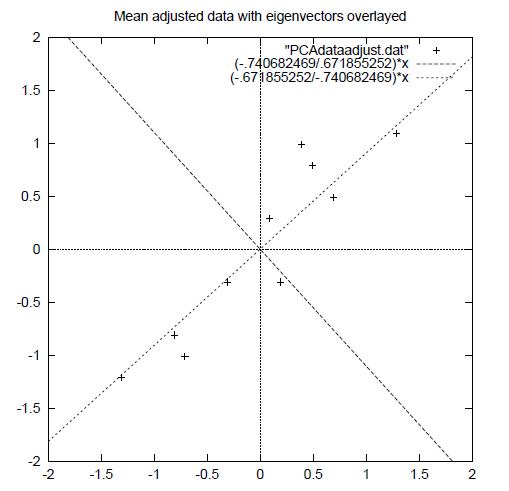 Mean adjusted data with eigenvectors overlayed
"PCAdataadjust.dat"
(-.740682469/.671855252)*x
(-.671855252/-.740682469)*x
2
1.5
1
0.5
0
-0.5
-1
-1.5
-2
-2 -1.5 -1 -0.5 0 0.5 1 1.5 2